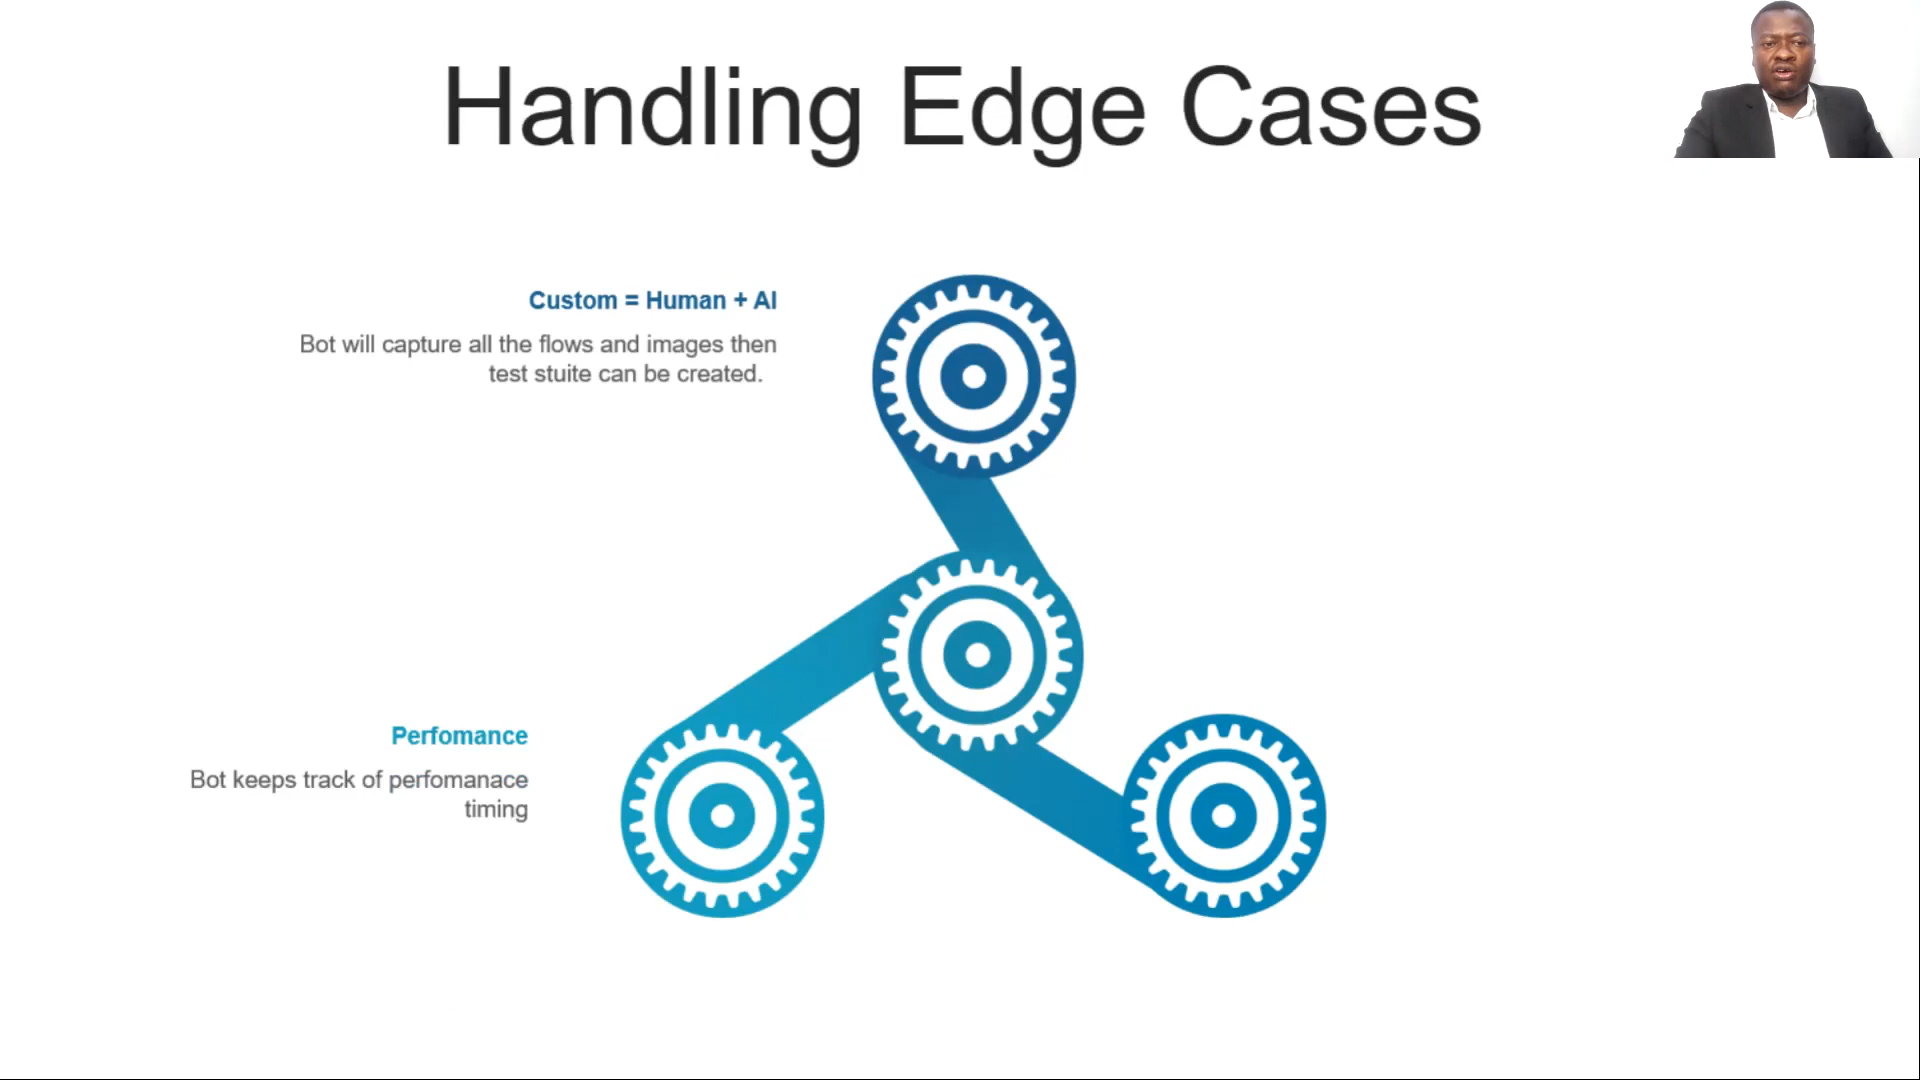 Handling Edge Cases
Custom = Human + AI
Bot will capture all the flows and images then
test stuite can be created.
Perfomance
Bot keeps track of perfomanace
timing